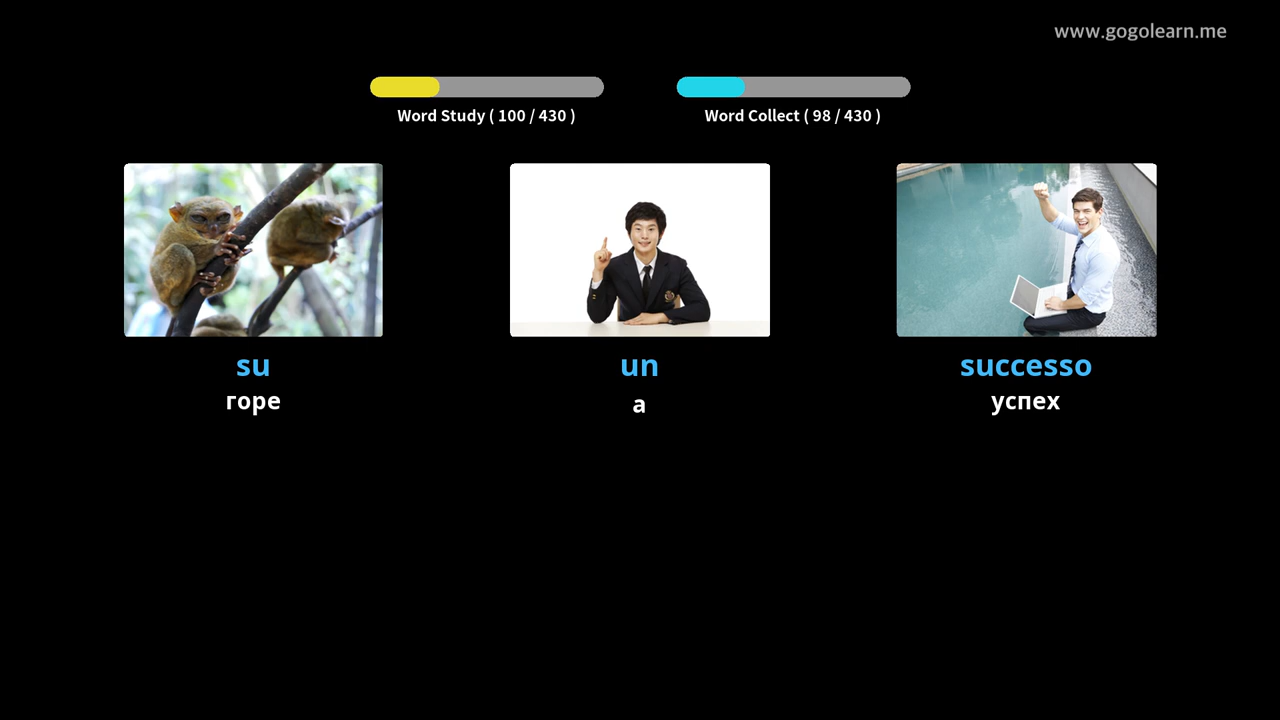 www.gogolearn.me
Word Study ( 100 / 430 )
Word Collect ( 98 / 430 )
su
горе
un
а
successo
успех